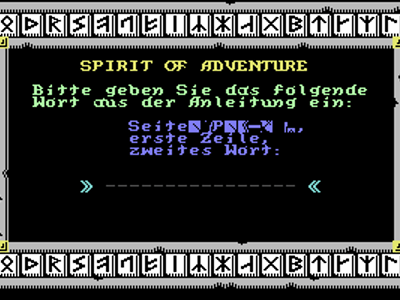 SPIRIT OF ADVENTURE
Bitte geben Sie das folgende
Wort aus der Anleitung ein:
Seite
erste Zeile,
zweites Wort: